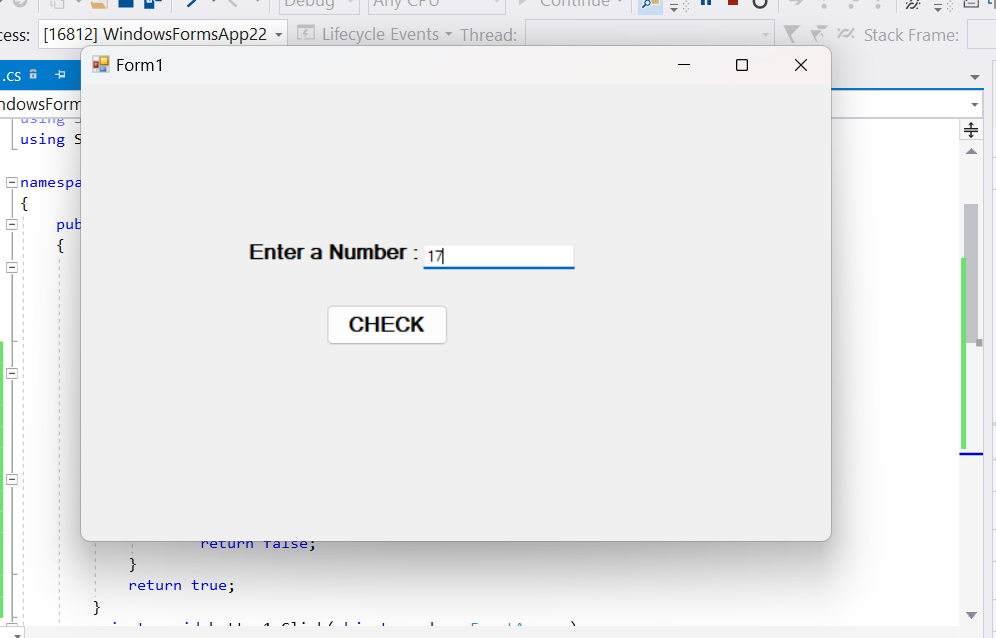 Debug Any CPU Continue
cess: [16812] WindowsFormsApp22 Lifecycle Events Thread: Stack Frame:
Form1
.cs
ndowsForm
using
using S
namespa
{
pub
{
Enter a Number : 17
CHECK
return false;
}
return true;
}